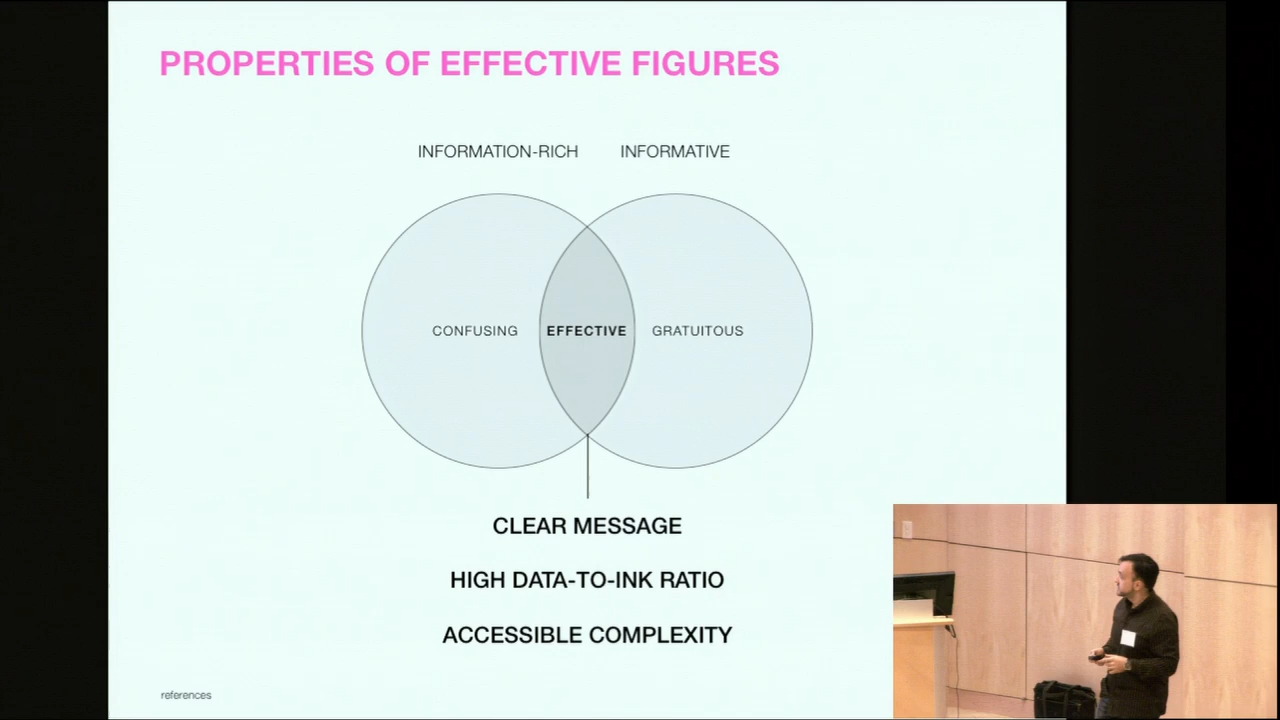 PROPERTIES OF EFFECTIVE FIGURES
INFORMATION-RICH INFORMATIVE
CONFUSING EFFECTIVE GRATUITOUS
CLEAR MESSAGE
HIGH DATA-TO-INK RATIO
ACCESSIBLE COMPLEXITY
references